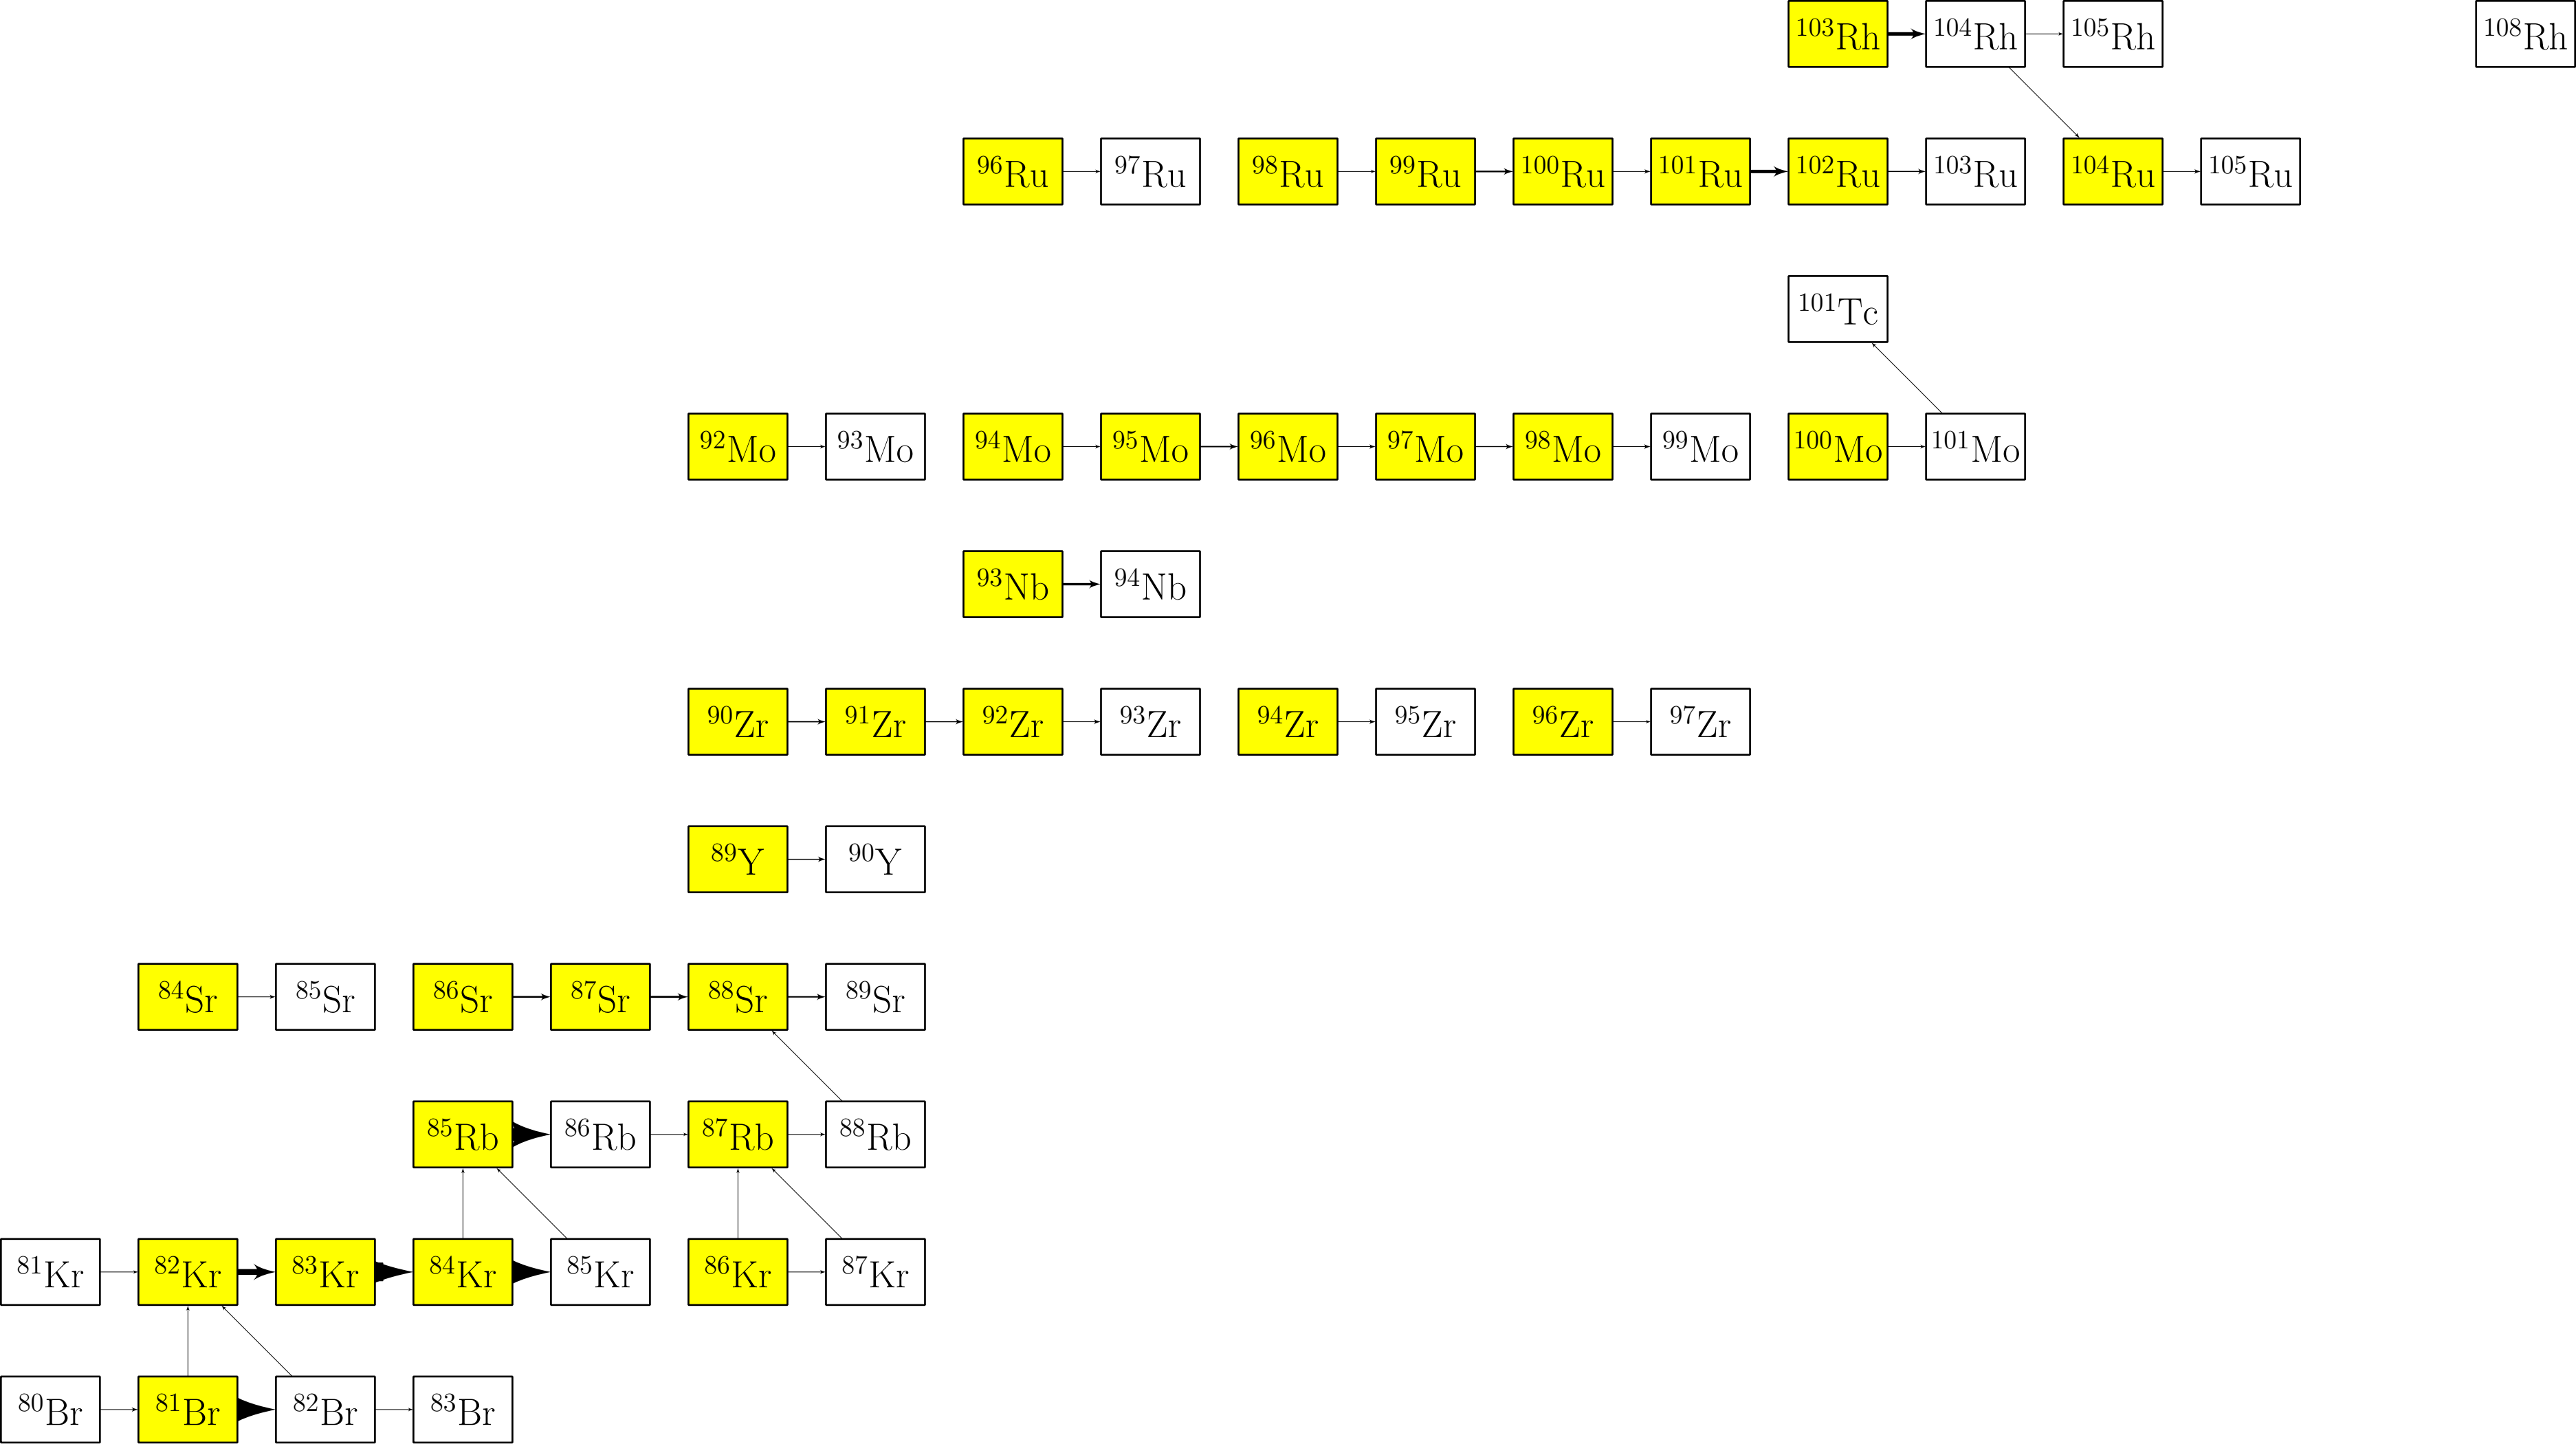 ¹⁰³Rh ¹⁰⁴Rh ¹⁰⁵Rh ¹⁰⁸Rh
⁹⁶Ru ⁹⁷Ru ⁹⁸Ru ⁹⁹Ru ¹⁰⁰Ru ¹⁰¹Ru ¹⁰²Ru ¹⁰³Ru ¹⁰⁴Ru ¹⁰⁵Ru
¹⁰¹Tc
⁹²Mo ⁹³Mo ⁹⁴Mo ⁹⁵Mo ⁹⁶Mo ⁹⁷Mo ⁹⁸Mo ⁹⁹Mo ¹⁰⁰Mo ¹⁰¹Mo
⁹³Nb ⁹⁴Nb
⁹⁰Zr ⁹¹Zr ⁹²Zr ⁹³Zr ⁹⁴Zr ⁹⁵Zr ⁹⁶Zr ⁹⁷Zr
⁸⁹Y ⁹⁰Y
⁸⁴Sr ⁸⁵Sr ⁸⁶Sr ⁸⁷Sr ⁸⁸Sr ⁸⁹Sr
⁸⁵Rb ⁸⁶Rb ⁸⁷Rb ⁸⁸Rb
⁸¹Kr ⁸²Kr ⁸³Kr ⁸⁴Kr ⁸⁵Kr ⁸⁶Kr ⁸⁷Kr
⁸⁰Br ⁸¹Br ⁸²Br ⁸³Br